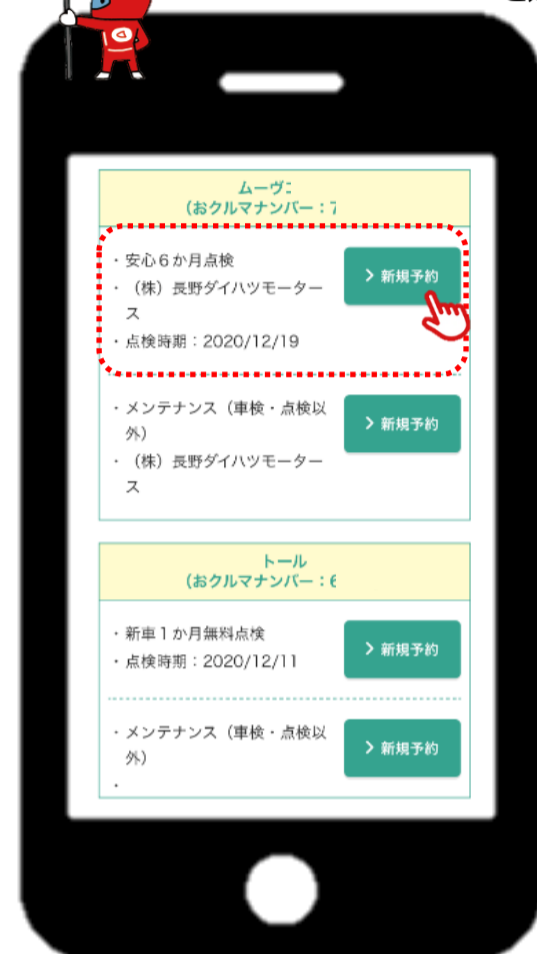 ムーヴ
(おクルマナンバー：7
・安心６か月点検
・（株）長野ダイハツモーター
ス
・点検時期：2020/12/19
新規予約
・メンテナンス（車検・点検以
外）
・（株）長野ダイハツモーター
ス
新規予約
トール
(おクルマナンバー：6
・新車１か月無料点検
・点検時期：2020/12/11
新規予約
・メンテナンス（車検・点検以
外）
・
新規予約